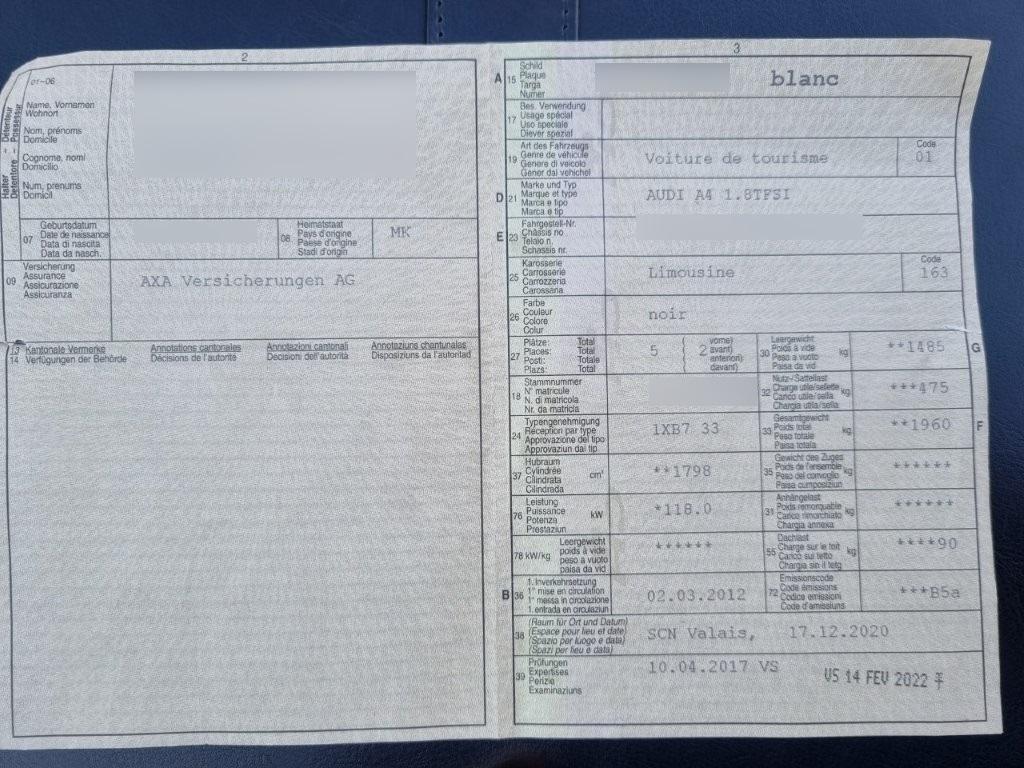 2
01-06
Halter - Détenteur
Detentore - Possessur
Name, Vornamen
Wohnort
Nom, prénoms
Domicile
Cognome, nomi
Domicilio
Num, prenums
Domicil
07
Geburtsdatum
Date de naissance
Data di nascita
Data da nasch.
08
Heimatstaat
Pays d'origine
Paese d'origine
Stadi d'origin
MK
09
Versicherung
Assurance
Assicurazione
Assicuranza
AXA Versicherungen AG
13
14
Kantonale Vermerke
Verfügungen der Behörde
Annotations cantonales
Décisions de l'autorité
Annotazioni cantonali
Decisioni dell'autorità
Annotaziuns chantunalas
Disposiziuns da l'autoritad
3
A 15
Schild
Plaque
Targa
Numer
blanc
17
Bes. Verwendung
Usage spécial
Uso speciale
Diever spezial
19
Art des Fahrzeugs
Genre de véhicule
Genere di veicolo
Gener dal vehichel
Voiture de tourisme
Code
01
D 21
Marke und Typ
Marque et type
Marca e tipo
Marca e tip
AUDI A4 1.8TFSI
E 23
Fahrgestell-Nr.
Châssis no
Telaio n.
Schassis nr.
25
Karosserie
Carrosserie
Carrozzeria
Carossaria
Limousine
Code
163
26
Farbe
Couleur
Colore
Colur
noir
27
Plätze: Total
Places: Total
Posti: Totale
Plazs: Total
5
( 2
vorne)
avant)
anteriori)
davant)
30
Leergewicht
Poids à vide
Peso a vuoto
Paisa da vid
kg
**1485
G
18
Stammnummer
N° matricule
N. di matricola
Nr. da matricla
32
Nutz-/Sattellast
Charge utile/sellette
Carico utile/sella
Chargia utila/sella
kg
***475
24
Typengenehmigung
Réception par type
Approvazione del tipo
Approvaziun dal tip
1XB7 33
33
Gesamtgewicht
Poids total
Peso totale
Paisa totala
kg
**1960
F
37
Hubraum
Cylindrée
Cilindrata
Cilindrada
cm³
**1798
35
Gewicht des Zuges
Poids de l'ensemble
Peso del convoglio
Paisa cumposiziun
kg
******
76
Leistung
Puissance
Potenza
Prestaziun
kW
*118.0
31
Anhängelast
Poids remorquable
Carico rimorchiato
Chargia annexa
kg
******
78 kW/kg
Leergewicht
poids à vide
peso a vuoto
paisa da vid
******
55
Dachlast
Charge sur le toit
Carico sul tetto
Chargia sin il tetg
kg
****90
B 36
1. Inverkehrsetzung
1re mise en circulation
1a messa in circolazione
1. entrada en circulaziun
02.03.2012
72
Emissionscode
Code émissions
Codice emissioni
Code d'emissiuns
***B5a
38
(Raum für Ort und Datum)
(Espace pour lieu et date)
(Spazio per luogo e data)
(Spazi per lieu e data)
SCN Valais, 17.12.2020
39
Prüfungen
Expertises
Perizie
Examinaziuns
10.04.2017 VS
VS 14 FEV 2022